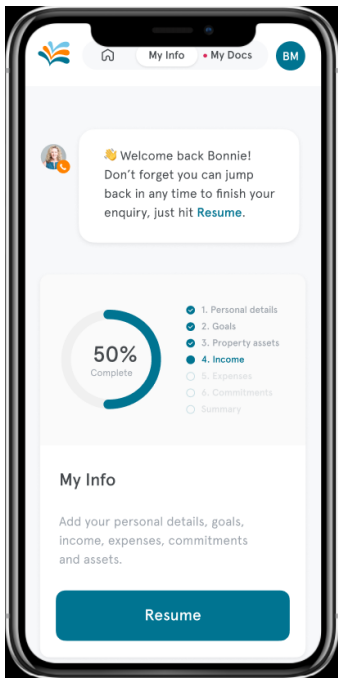 My Info
My Docs
BM
👋 Welcome back Bonnie!
Don't forget you can jump
back in any time to finish your
enquiry, just hit Resume.
50%
Complete
1. Personal details
2. Goals
3. Property assets
4. Income
5. Expenses
6. Commitments
Summary
My Info
Add your personal details, goals,
income, expenses, commitments
and assets.
Resume